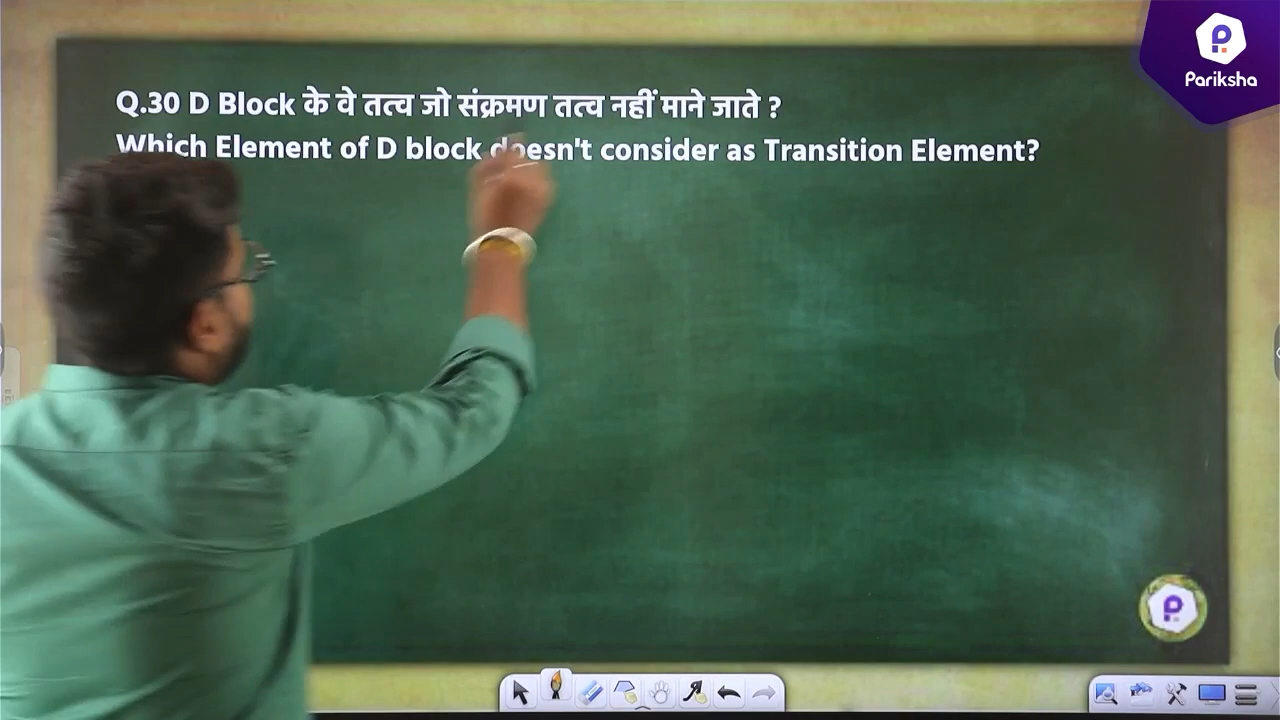 Pariksha
Q.30 D Block के वे तत्व जो संक्रमण तत्व नहीं माने जाते ?
Which Element of D block doesn't consider as Transition Element?